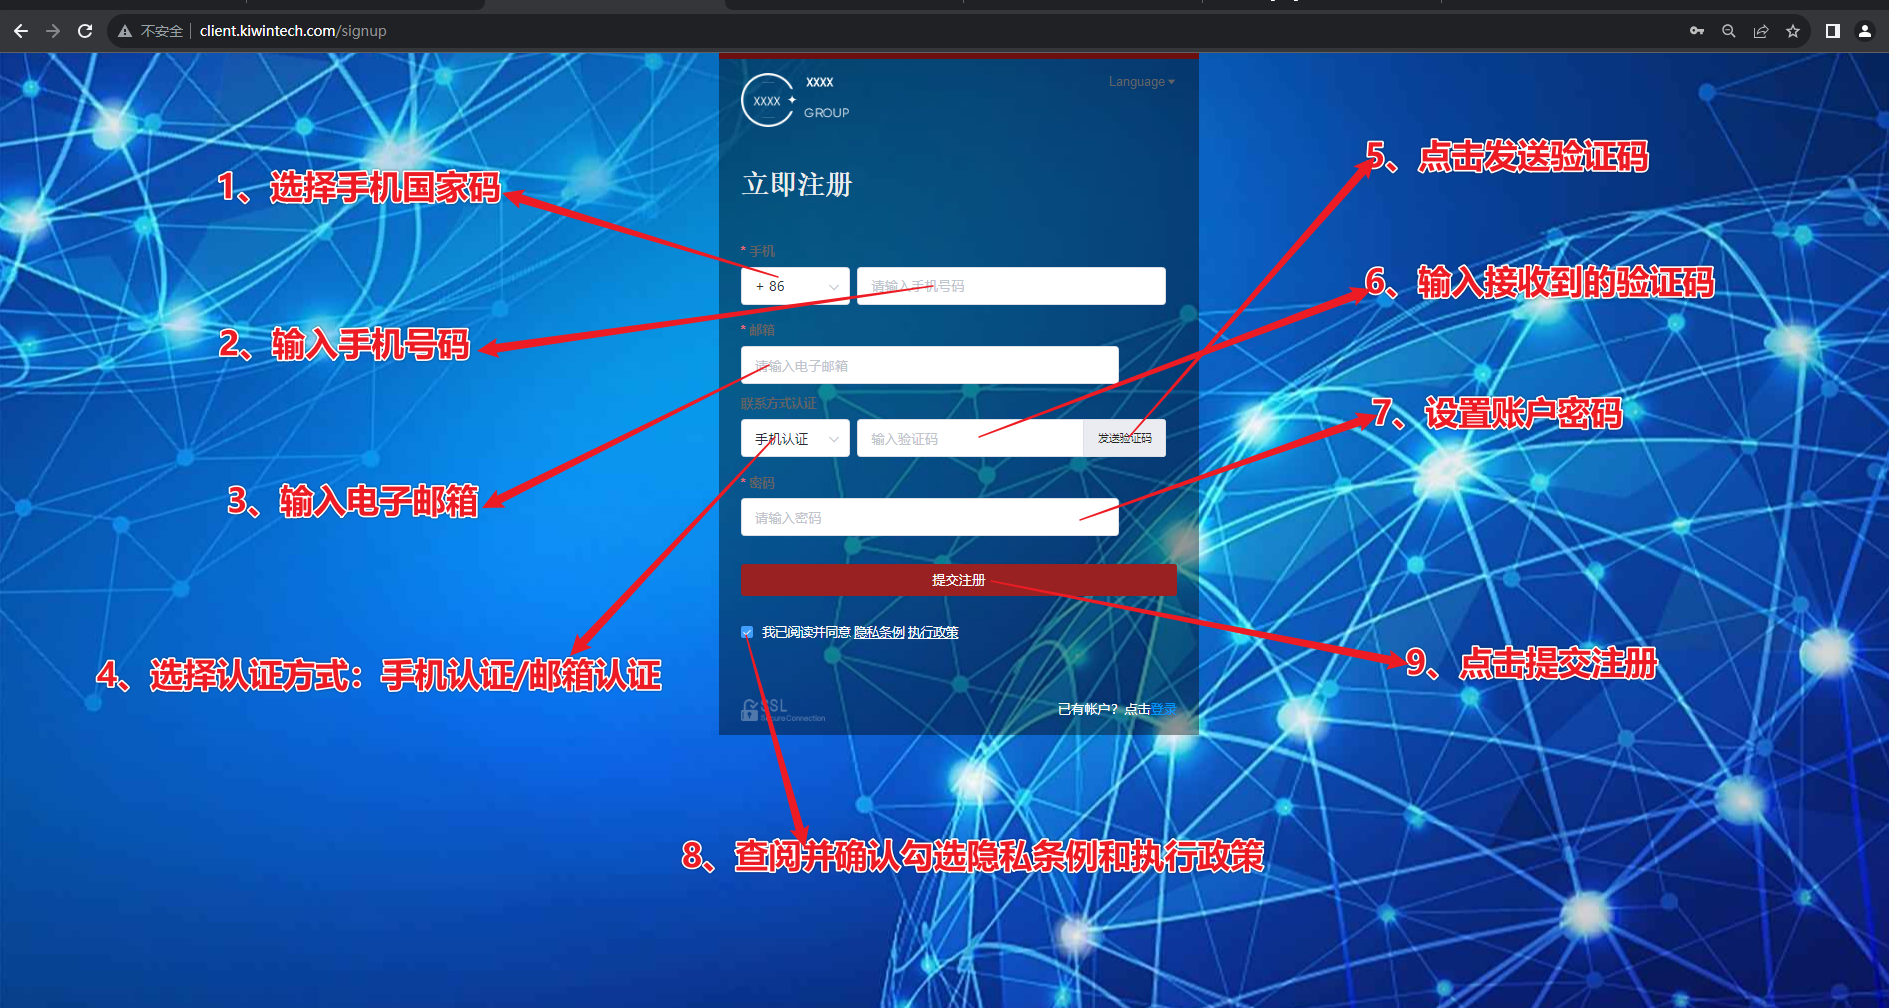 不安全 client.kiwintech.com/signup
XXXX
XXXX
GROUP
Language
立即注册
* 手机
+ 86
请输入手机号码
* 邮箱
请输入电子邮箱
联系方式认证
手机认证
输入验证码
发送验证码
* 密码
请输入密码
提交注册
我已阅读并同意 隐私条例 执行政策
SSL
Secure Connection
已有帐户？点击登录
1、选择手机国家码
2、输入手机号码
3、输入电子邮箱
4、选择认证方式：手机认证/邮箱认证
5、点击发送验证码
6、输入接收到的验证码
7、设置账户密码
8、查阅并确认勾选隐私条例和执行政策
9、点击提交注册